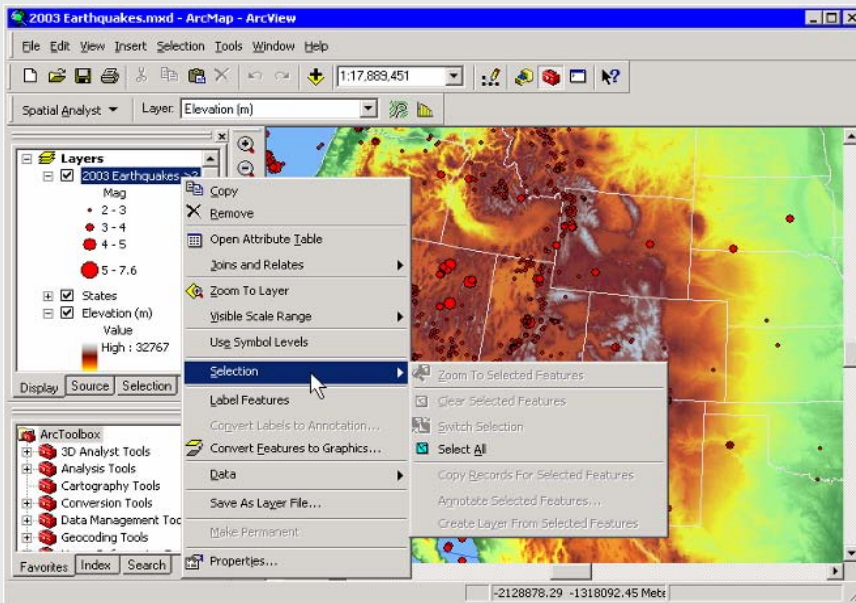 2003 Earthquakes.mxd - ArcMap - ArcView
File Edit View Insert Selection Tools Window Help
1:17,889,451
Spatial Analyst Layer: Elevation (m)
Layers
2003 Earthquakes >2
Mag
2 - 3
3 - 4
4 - 5
5 - 7.6
States
Elevation (m)
Value
High : 32767
Display Source Selection
ArcToolbox
3D Analyst Tools
Analysis Tools
Cartography Tools
Conversion Tools
Data Management Too
Geocoding Tools
Favorites Index Search
Copy
Remove
Open Attribute Table
Joins and Relates
Zoom To Layer
Visible Scale Range
Use Symbol Levels
Selection
Label Features
Convert Labels to Annotation...
Convert Features to Graphics...
Data
Save As Layer File...
Make Permanent
Properties...
Zoom To Selected Features
Clear Selected Features
Switch Selection
Select All
Copy Records For Selected Features
Annotate Selected Features...
Create Layer From Selected Features
-2128878.29 -1318092.45 Mete